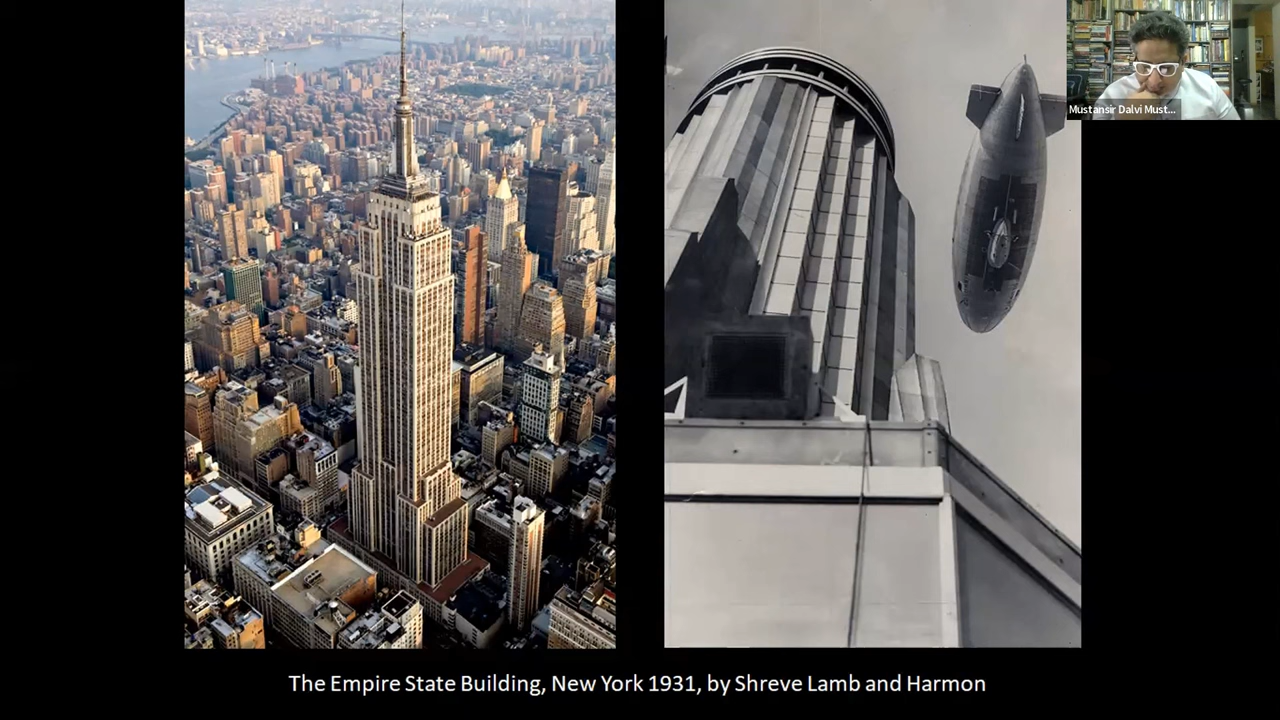 Mustansir Dalvi Must...
The Empire State Building, New York 1931, by Shreve Lamb and Harmon